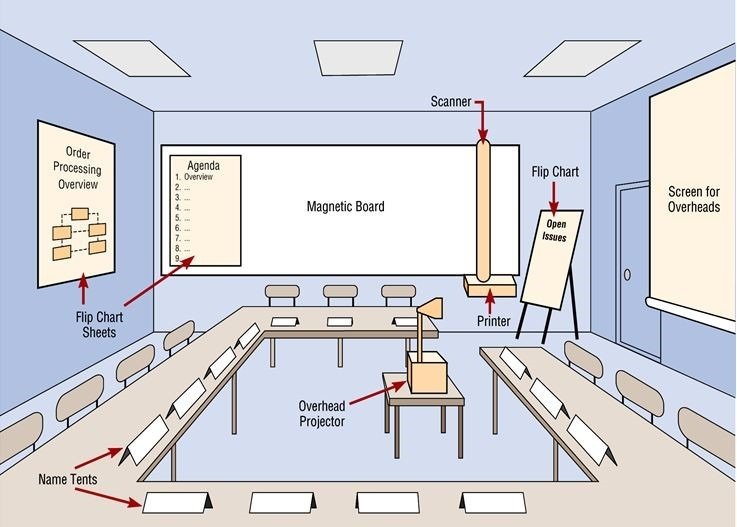 Scanner
Order
Processing
Overview
Agenda
1. Overview
2. ...
3. ...
4. ...
5. ...
6. ...
7. ...
8. ...
9.
Magnetic Board
Flip Chart
Open
Issues
Screen for
Overheads
Flip Chart
Sheets
Printer
Overhead
Projector
Name Tents